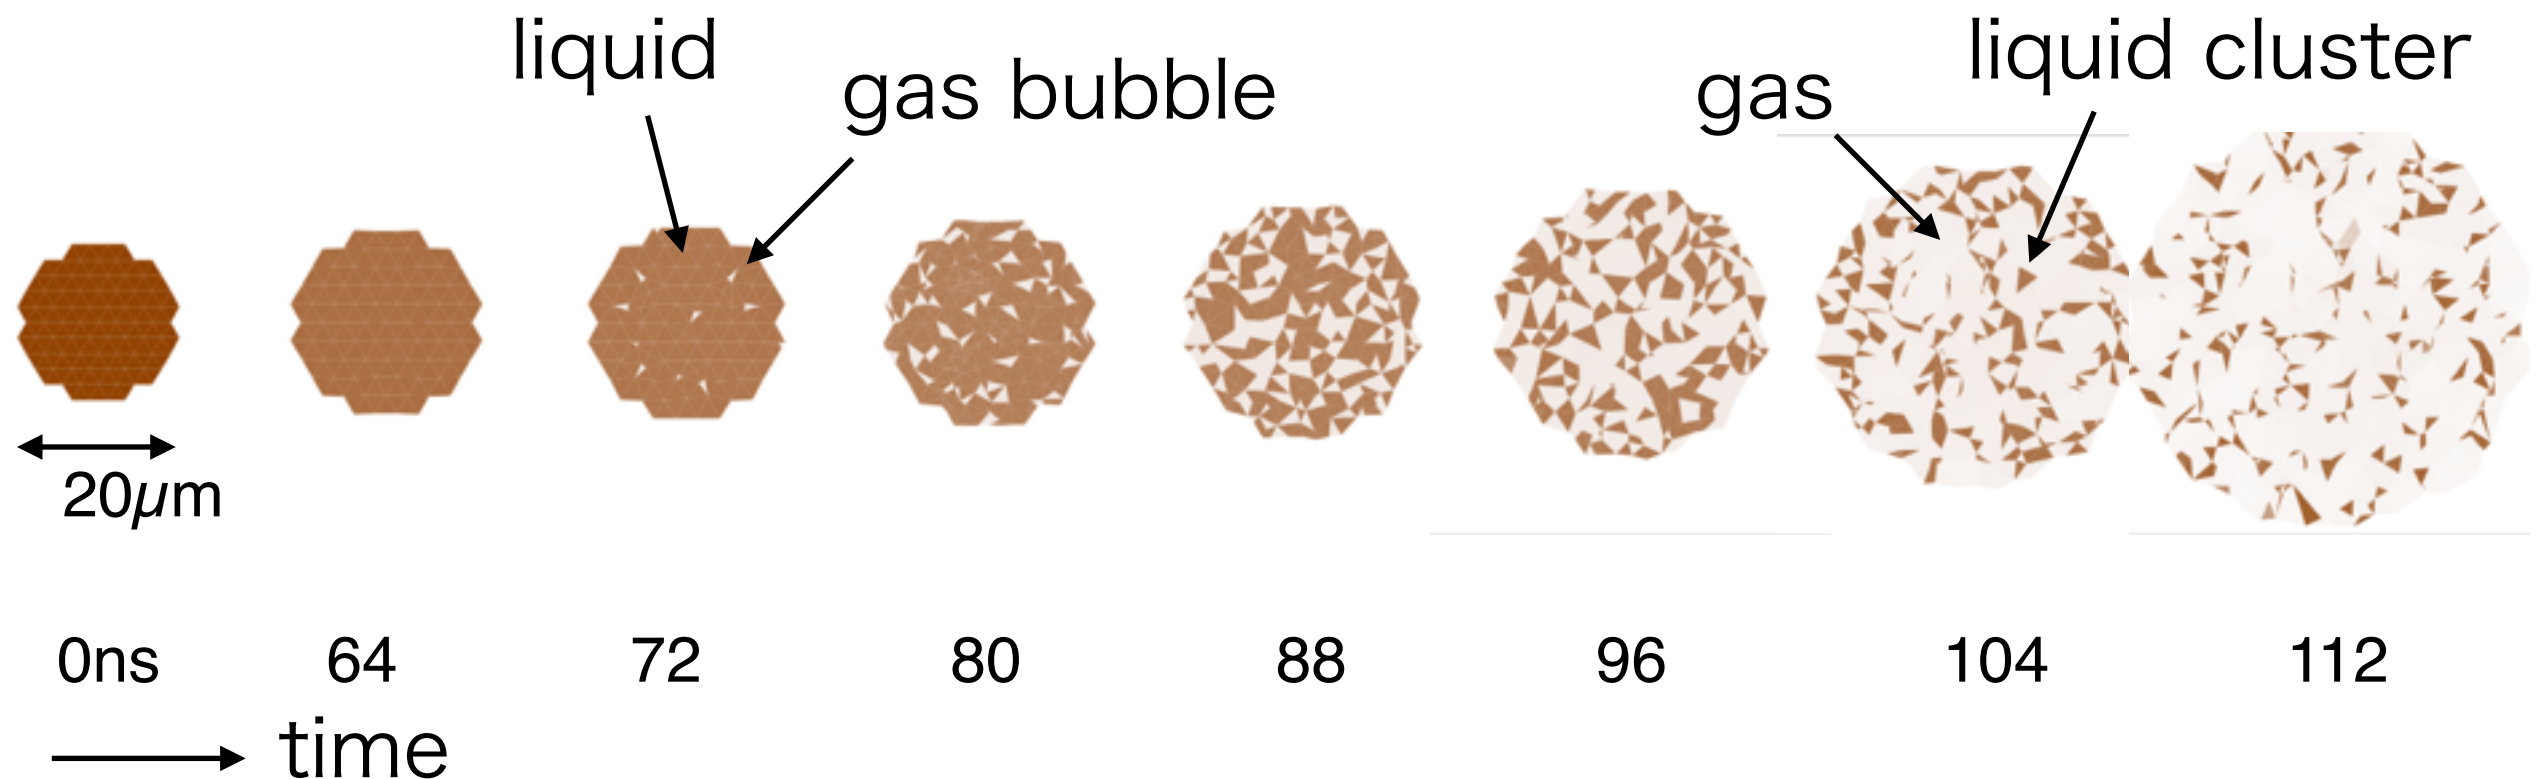 liquid
gas bubble
gas
liquid cluster
20μm
0ns 64 72 80 88 96 104 112
time